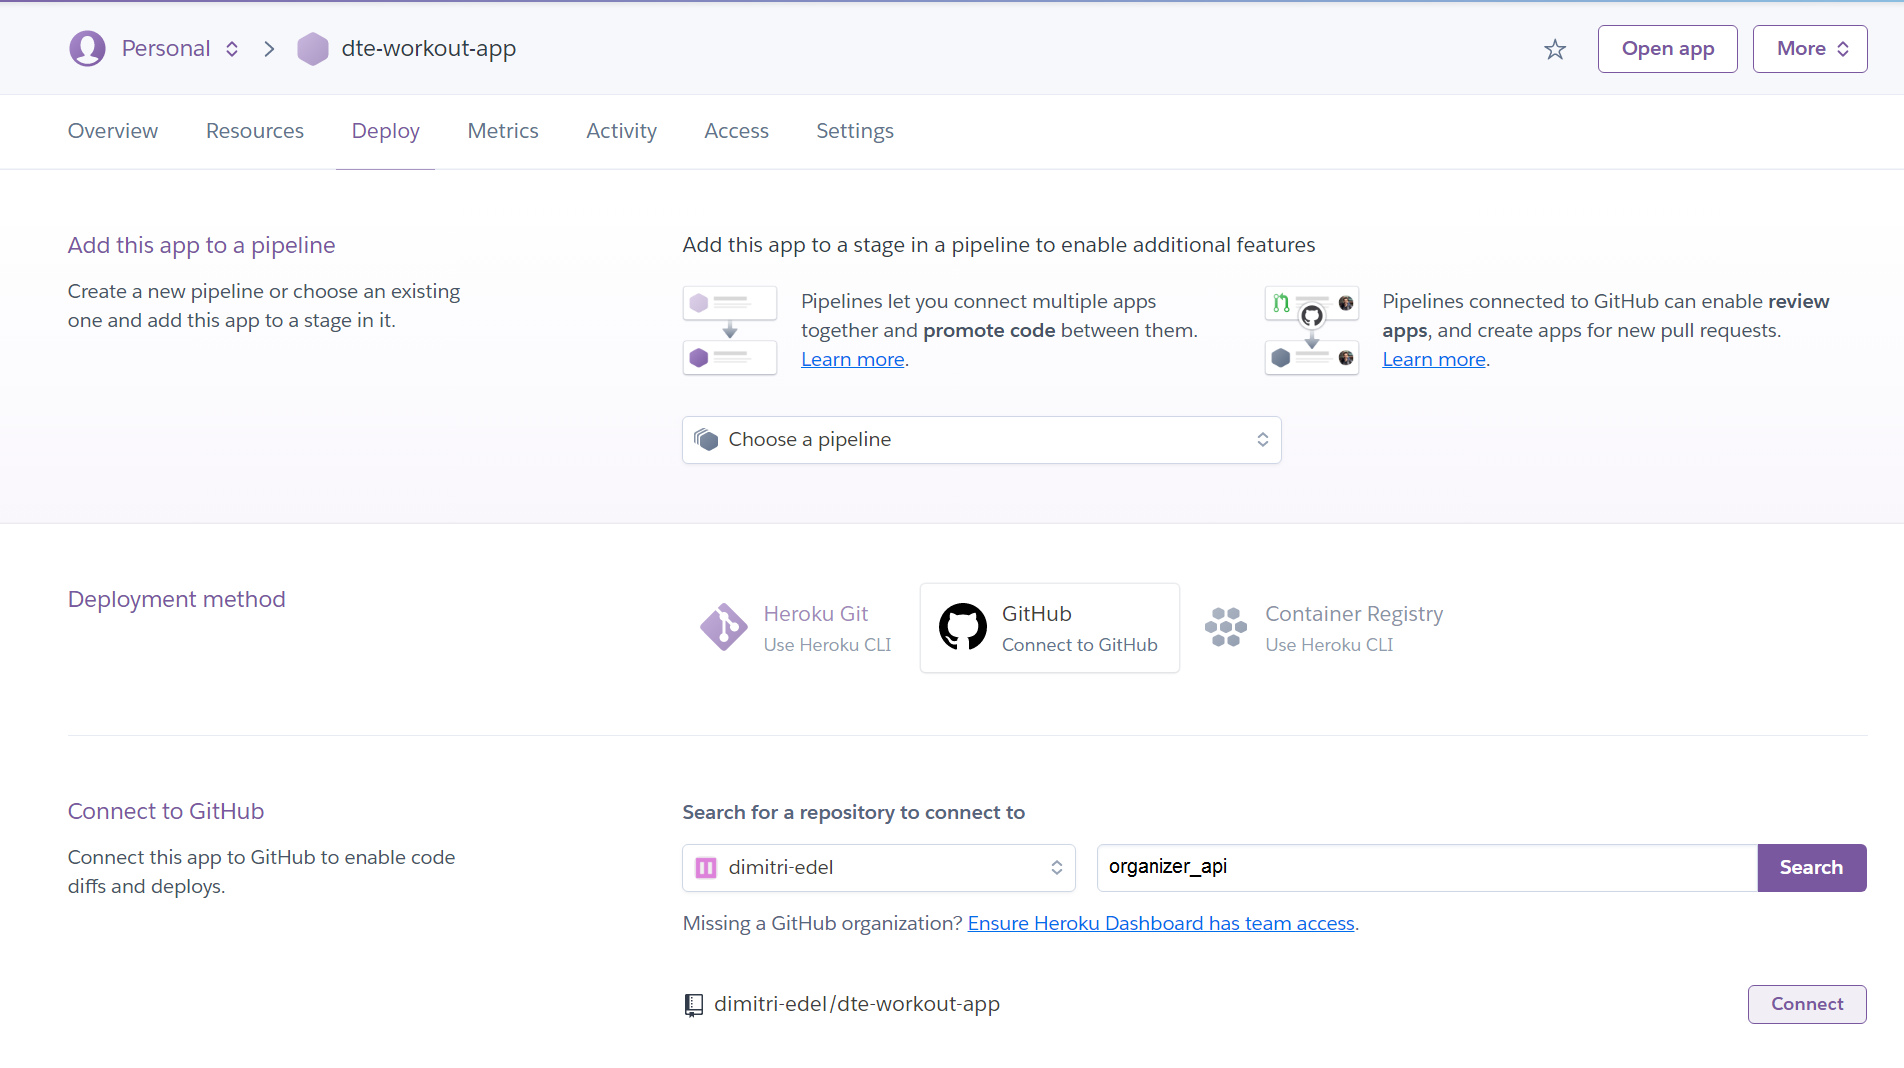 Personal
dte-workout-app
Open app
More
Overview
Resources
Deploy
Metrics
Activity
Access
Settings
Add this app to a pipeline
Create a new pipeline or choose an existing
one and add this app to a stage in it.
Add this app to a stage in a pipeline to enable additional features
Pipelines let you connect multiple apps
together and promote code between them.
Learn more.
Pipelines connected to GitHub can enable review
apps, and create apps for new pull requests.
Learn more.
Choose a pipeline
Deployment method
Heroku Git
Use Heroku CLI
GitHub
Connect to GitHub
Container Registry
Use Heroku CLI
Connect to GitHub
Connect this app to GitHub to enable code
diffs and deploys.
Search for a repository to connect to
dimitri-edel
organizer_api
Search
Missing a GitHub organization? Ensure Heroku Dashboard has team access.
dimitri-edel/dte-workout-app
Connect